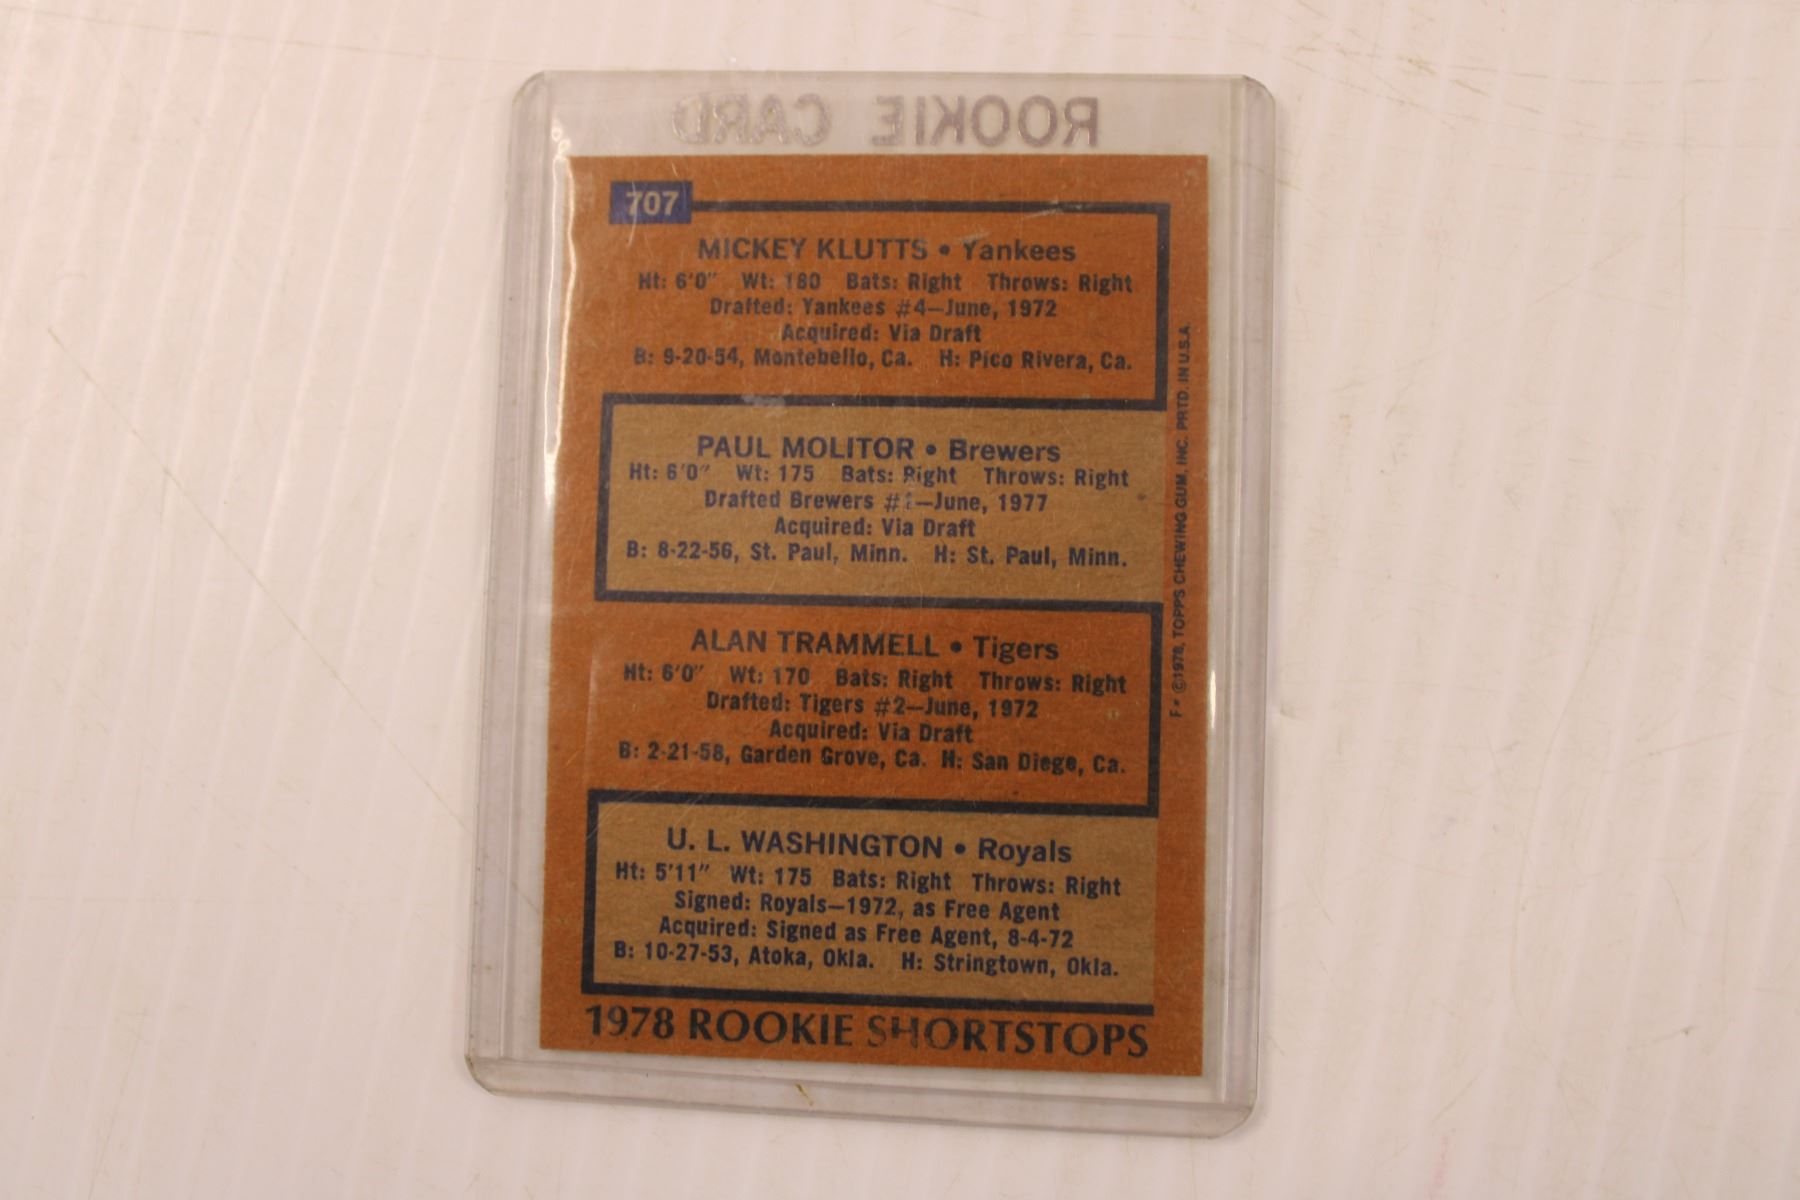 ROOKIE CARD
707
MICKEY KLUTTS • Yankees
Ht: 6'0" Wt: 180 Bats: Right Throws: Right
Drafted: Yankees #4—June, 1972
Acquired: Via Draft
B: 9-20-54, Montebello, Ca. H: Pico Rivera, Ca.
PAUL MOLITOR • Brewers
Ht: 6'0" Wt: 175 Bats: Right Throws: Right
Drafted Brewers #1—June, 1977
Acquired: Via Draft
B: 8-22-56, St. Paul, Minn. H: St. Paul, Minn.
ALAN TRAMMELL • Tigers
Ht: 6'0" Wt: 170 Bats: Right Throws: Right
Drafted: Tigers #2—June, 1972
Acquired: Via Draft
B: 2-21-58, Garden Grove, Ca. H: San Diego, Ca.
U. L. WASHINGTON • Royals
Ht: 5'11" Wt: 175 Bats: Right Throws: Right
Signed: Royals—1972, as Free Agent
Acquired: Signed as Free Agent, 8-4-72
B: 10-27-53, Atoka, Okla. H: Stringtown, Okla.
1978 ROOKIE SHORTSTOPS
F* ©1978, TOPPS CHEWING GUM, INC. PRTD. IN U.S.A.